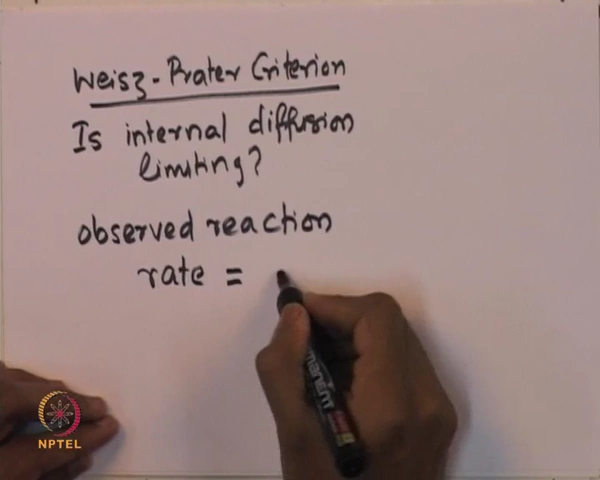 Weisz-Prater Criterion
Is internal diffusion
limiting?
observed reaction
rate =
NPTEL